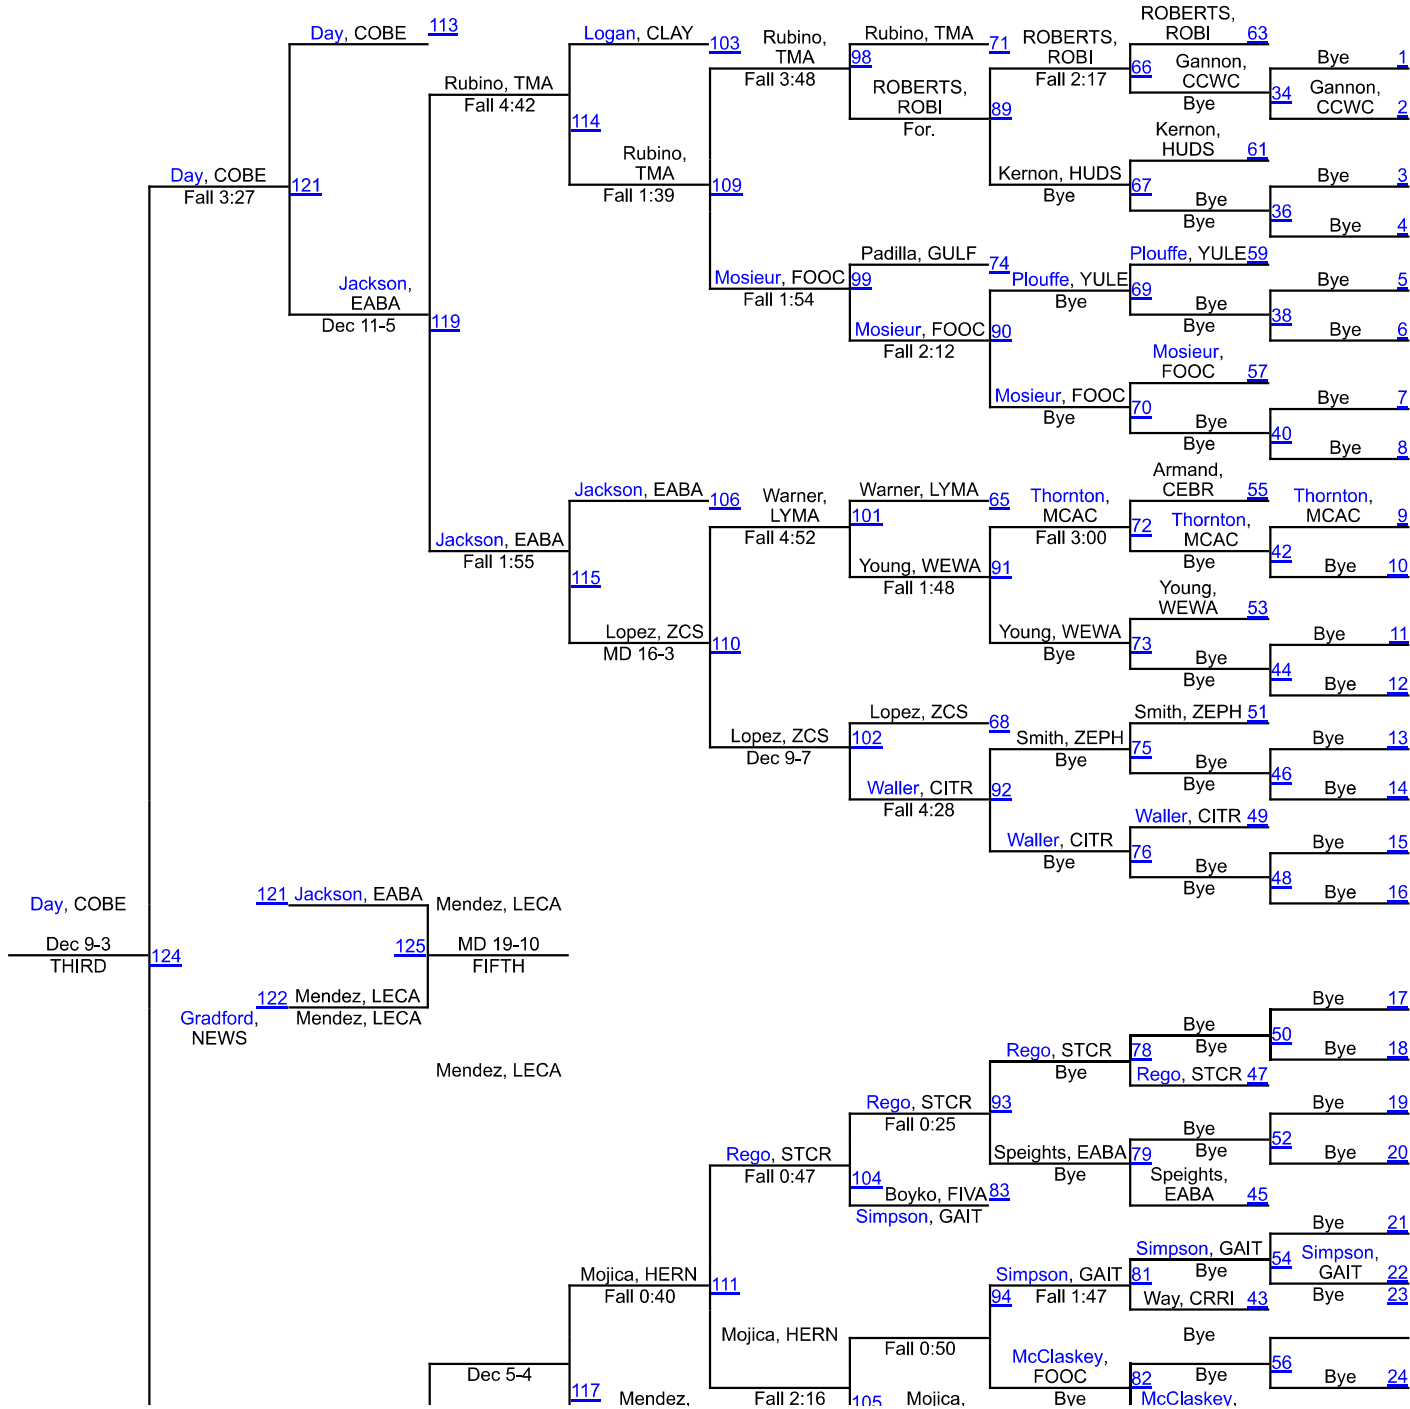 Day, COBE 113
Logan, CLAY 103
Rubino,
TMA
Fall 3:48
Rubino, TMA 71
98
ROBERTS,
ROBI
For.
ROBERTS,
ROBI
Fall 2:17
89
ROBERTS,
ROBI 63
66
Gannon,
CCWC
Bye
34
Bye 1
Gannon,
CCWC 2
Rubino, TMA
Fall 4:42
114
Rubino,
TMA
Fall 1:39
109
Kernon, HUDS
Bye
67
Kernon,
HUDS 61
Bye
Bye
36
Bye 3
Bye 4
Day, COBE
Fall 3:27
121
Jackson,
EABA
Dec 11-5
119
Mosieur, FOOC
Fall 1:54
99
Padilla, GULF 74
Mosieur, FOOC
Fall 2:12
90
Plouffe, YULE
Bye
69
Plouffe, YULE 59
Bye
Bye
38
Bye 5
Bye 6
Mosieur, FOOC
Bye
70
Mosieur,
FOOC 57
Bye
Bye
40
Bye 7
Bye 8
Jackson, EABA
Fall 1:55
115
Jackson, EABA 106
Warner,
LYMA
Fall 4:52
101
Warner, LYMA 65
Young, WEWA
Fall 1:48
91
Thornton,
MCAC
Fall 3:00
72
Armand,
CEBR 55
Thornton,
MCAC
Bye
42
Thornton,
MCAC 9
Bye 10
Lopez, ZCS
MD 16-3
110
Young, WEWA
Bye
73
Young,
WEWA 53
Bye
Bye
44
Bye 11
Bye 12
Lopez, ZCS
Dec 9-7
102
Lopez, ZCS 68
Waller, CITR
Fall 4:28
92
Smith, ZEPH
Bye
75
Smith, ZEPH 51
Bye
Bye
46
Bye 13
Bye 14
Waller, CITR
Bye
76
Waller, CITR 49
Bye
Bye
48
Bye 15
Bye 16
Day, COBE
Dec 9-3
THIRD
124
121 Jackson, EABA
125
Mendez, LECA
MD 19-10
FIFTH
122 Mendez, LECA
Gradford,
NEWS
Mendez, LECA
Mendez, LECA
Rego, STCR
Bye
78
Bye
Bye
50
Bye 17
Bye 18
Rego, STCR 47
Rego, STCR
Fall 0:25
93
Speights, EABA
Bye
79
Bye
Bye
52
Bye 19
Bye 20
Speights,
EABA 45
Rego, STCR
Fall 0:47
104
Boyko, FIVA 83
Simpson, GAIT
Mojica, HERN
Fall 0:40
111
Simpson, GAIT
Fall 1:47
81
94
Simpson, GAIT
Bye
54
Bye 21
Simpson,
GAIT 22
Way, CRRI 43
Bye 23
Mojica, HERN
Fall 2:16
105
Fall 0:50
McClaskey,
FOOC
Bye
82
Bye
Bye
56
Bye 24
McClaskey,
Dec 5-4
117
Mendez,
Mojica,